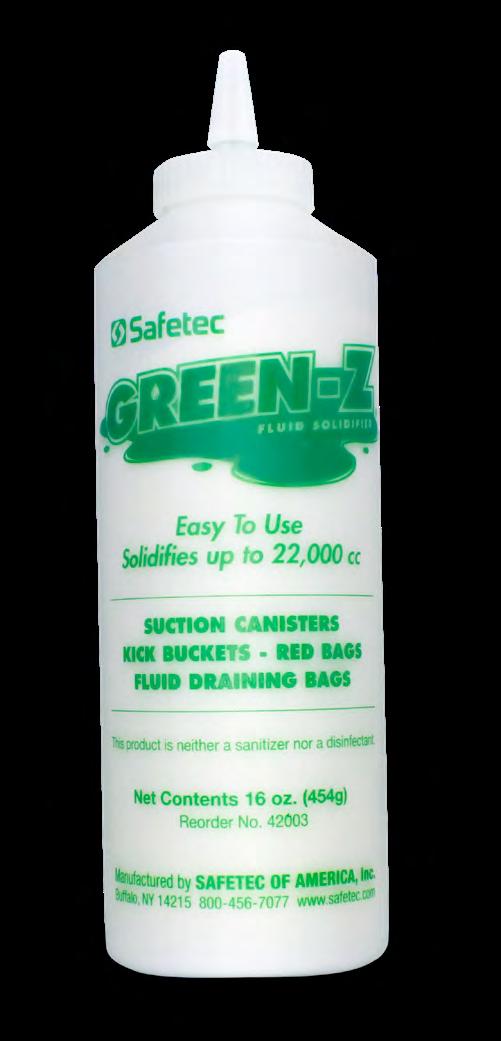 Safetec
GREEN-Z
FLUID SOLIDIFIER
Easy To Use
Solidifies up to 22,000 cc
SUCTION CANISTERS
KICK BUCKETS - RED BAGS
FLUID DRAINING BAGS
This product is neither a sanitizer nor a disinfectant.
Net Contents 16 oz. (454g)
Reorder No. 42003
Manufactured by SAFETEC OF AMERICA, Inc.
Buffalo, NY 14215 800-456-7077 www.safetec.com